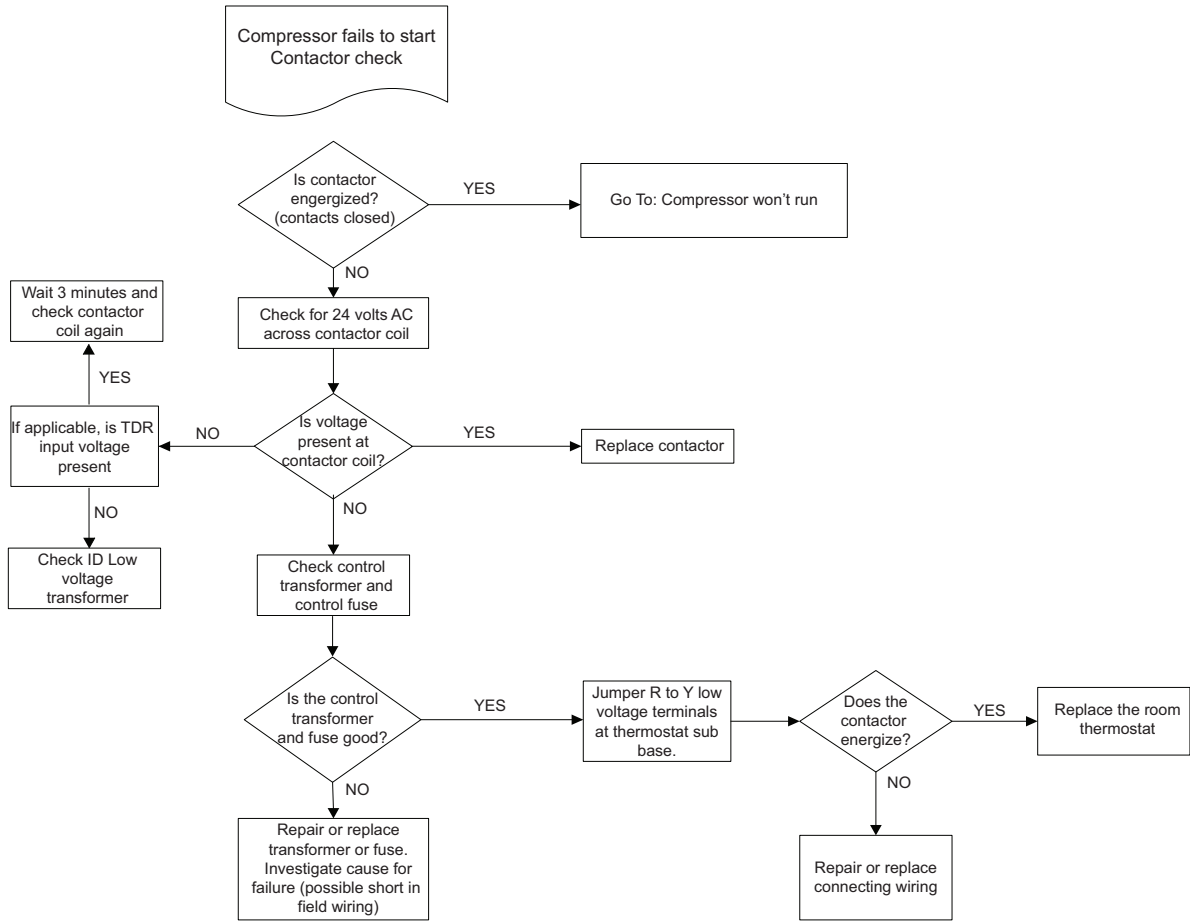 Compressor fails to start
Contactor check
Is contactor
engergized?
(contacts closed)
YES
Go To: Compressor won't run
NO
Wait 3 minutes and
check contactor
coil again
Check for 24 volts AC
across contactor coil
YES
If applicable, is TDR
input voltage
present
NO
Is voltage
present at
contactor coil?
YES
Replace contactor
NO
NO
Check ID Low
voltage
transformer
Check control
transformer and
control fuse
Is the control
transformer
and fuse good?
YES
Jumper R to Y low
voltage terminals
at thermostat sub
base.
Does the
contactor
energize?
YES
Replace the room
thermostat
NO
NO
Repair or replace
transformer or fuse.
Investigate cause for
failure (possible short in
field wiring)
Repair or replace
connecting wiring